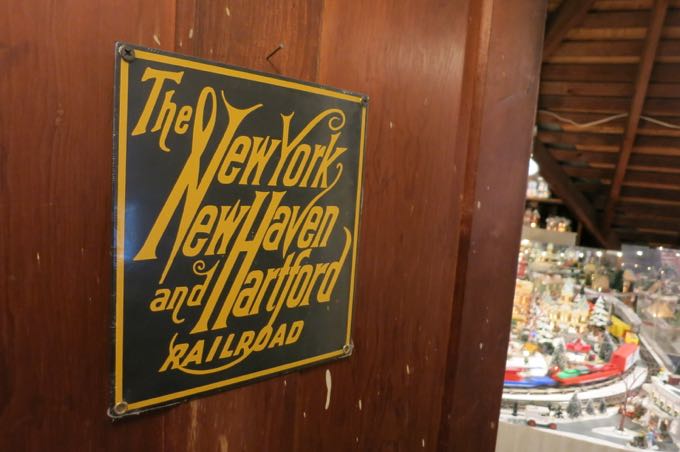 The
New York
New Haven
and Hartford
RAILROAD